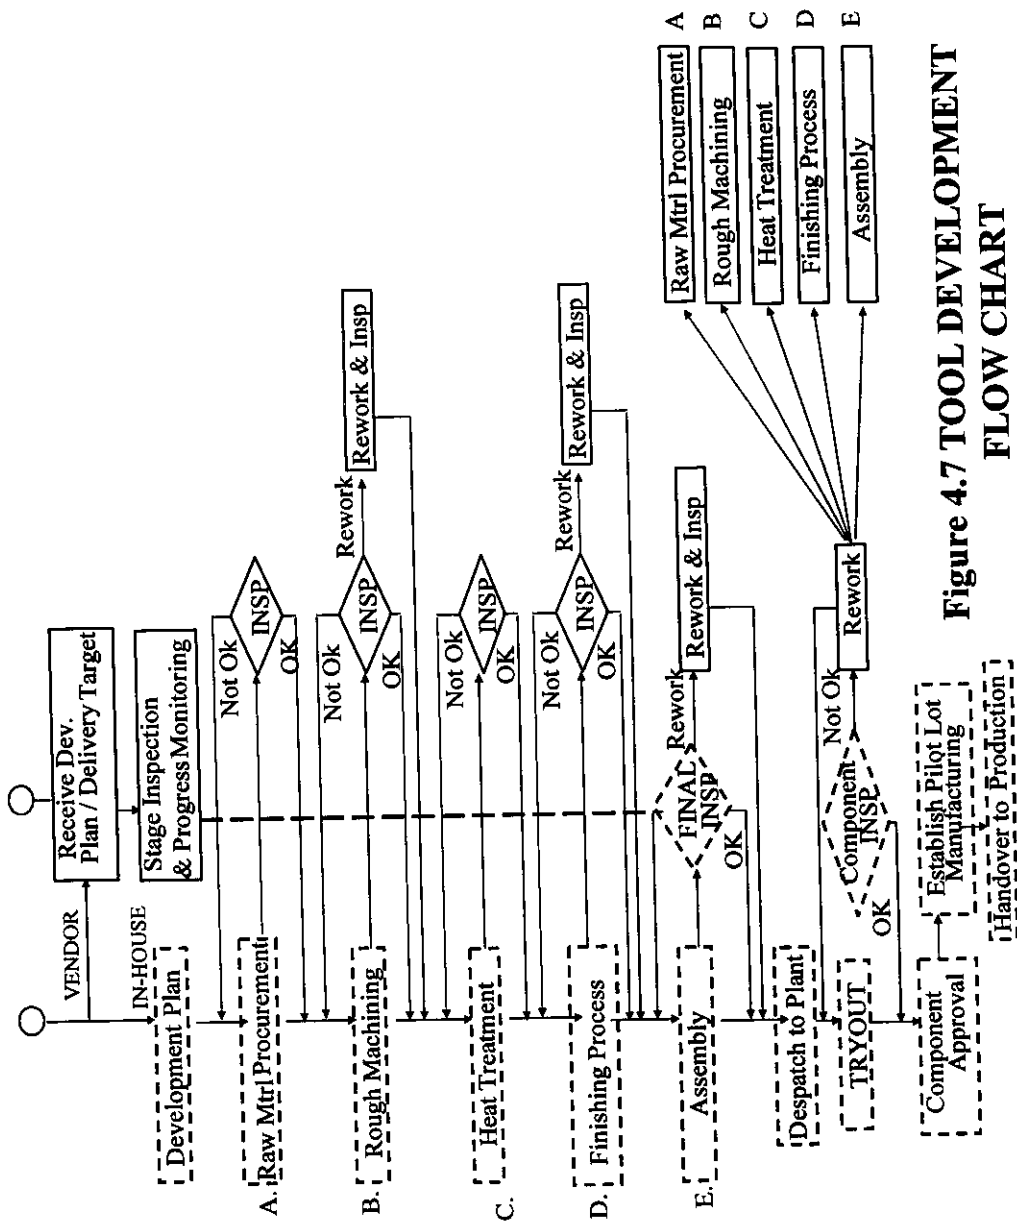 VENDOR
Receive Dev.
Plan / Delivery Target
IN-HOUSE
Development Plan
Stage Inspection
& Progress Monitoring
A.
Raw Mtrl Procurement
Not Ok
INSP
OK
B.
Rough Machining
Not Ok
INSP
OK
Rework
Rework & Insp
C.
Heat Treatment
Not Ok
INSP
OK
D.
Finishing Process
Not Ok
INSP
OK
Rework
Rework & Insp
E.
Assembly
FINAL
INSP
OK
Rework
Rework & Insp
Despatch to Plant
TRYOUT
Component
INSP
OK
Not Ok
Rework
Raw Mtrl Procurement
A
Rough Machining
B
Heat Treatment
C
Finishing Process
D
Assembly
E
Component
Approval
Establish Pilot Lot
Manufacturing
Handover to Production
Figure 4.7 TOOL DEVELOPMENT
FLOW CHART